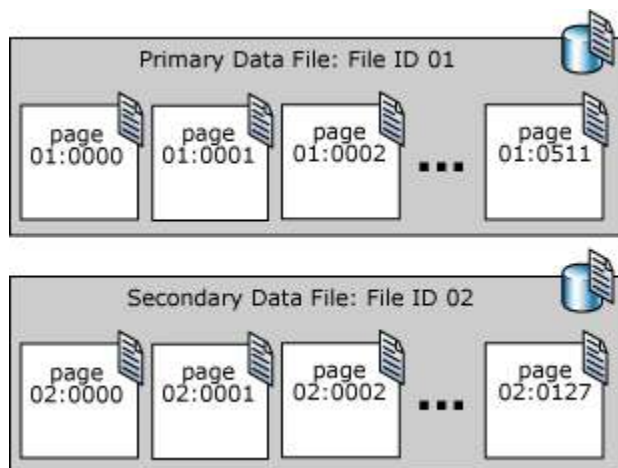 Primary Data File: File ID 01
page page page page
01:0000 01:0001 01:0002 ... 01:0511
Secondary Data File: File ID 02
page page page page
02:0000 02:0001 02:0002 ... 02:0127